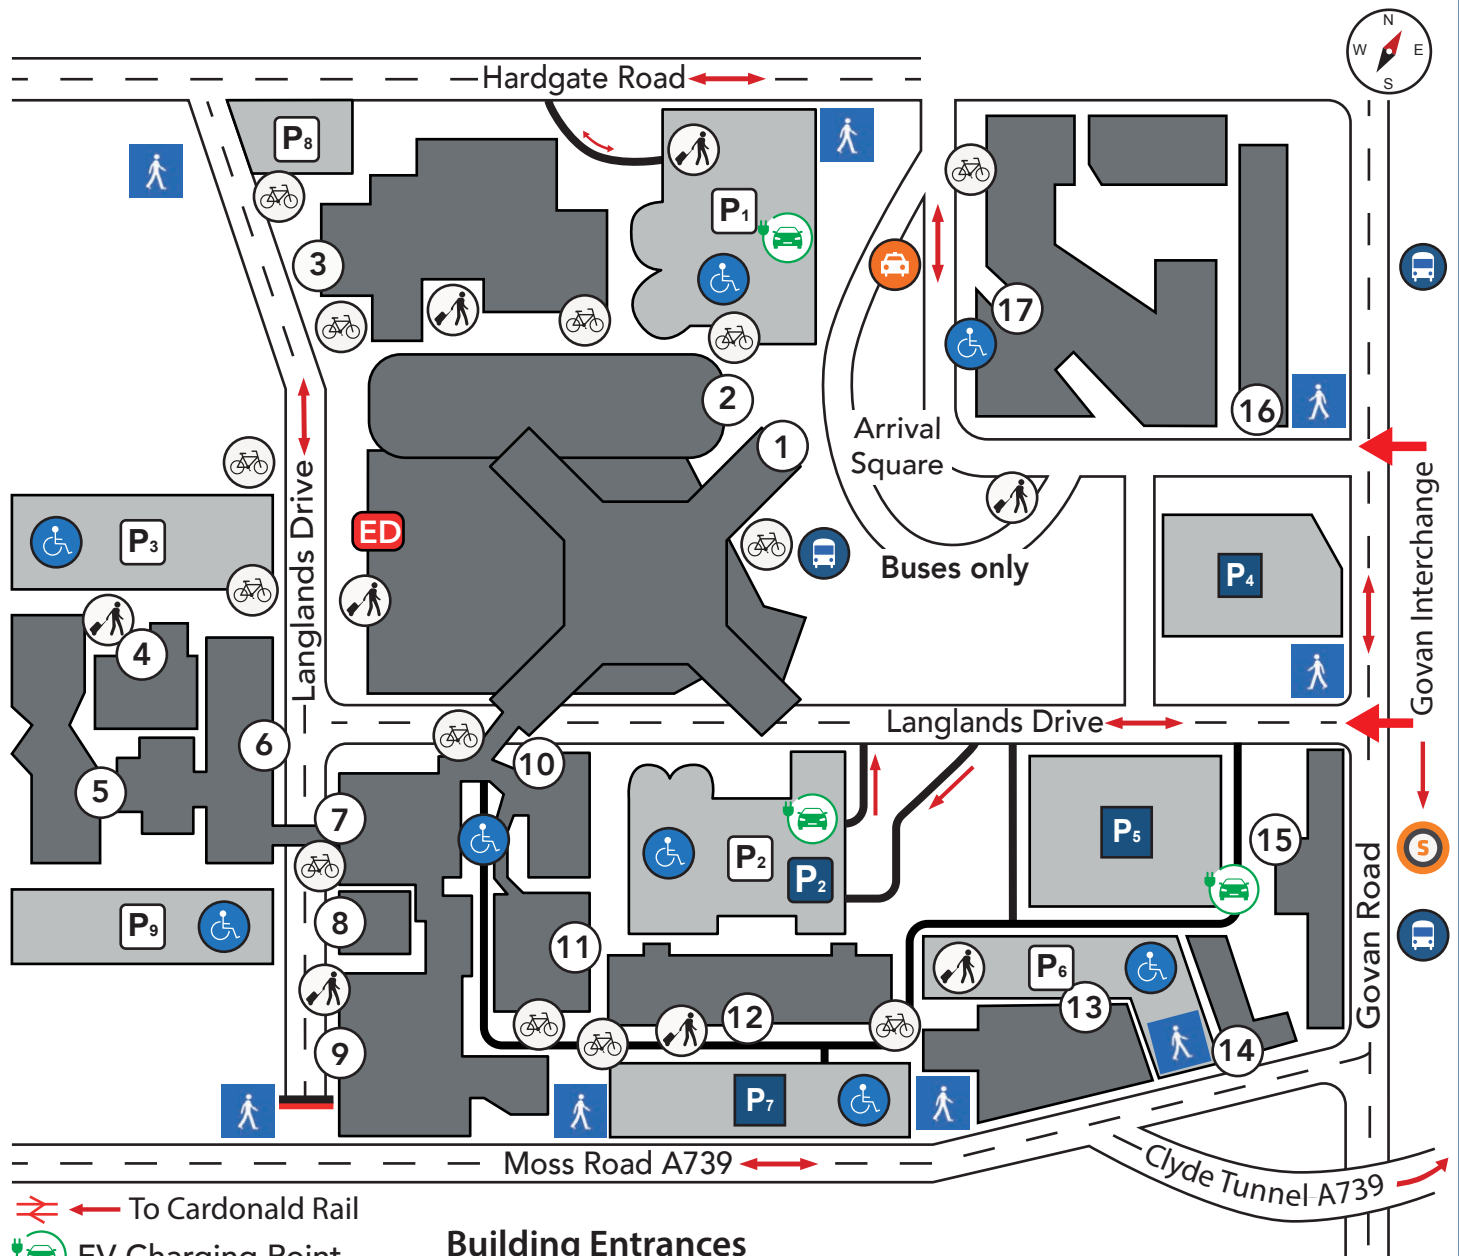 N
W E
S
Hardgate Road
P8
P1
3
17
2
16
1
Arrival
Square
ED
P3
Langlands Drive
Buses only
P4
Govan Interchange
4
Langlands Drive
6
10
5
7
P2
P2
P5
15
S
P9
8
11
P6
Govan Road
12
13
9
14
P7
Moss Road A739
Clyde Tunnel A739
To Cardonald Rail
EV Charging Point
Building Entrances